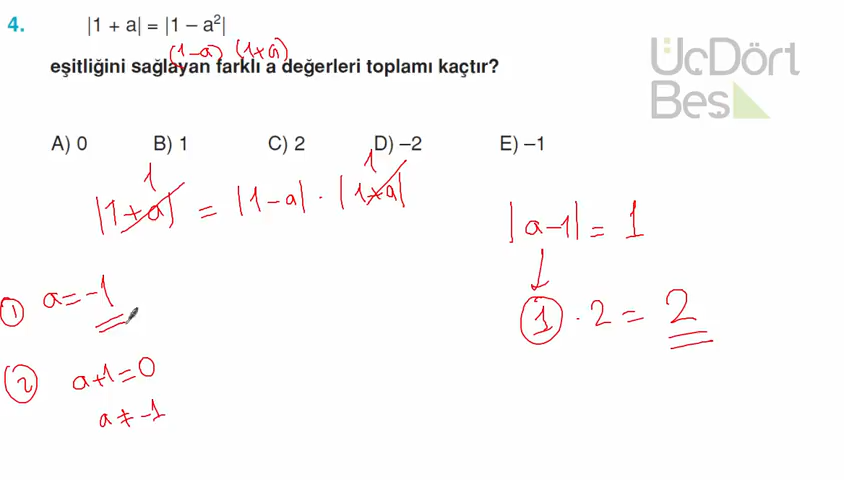 4. |1 + a| = |1 – a²|
(1-a) (1+a)
eşitliğini sağlayan farklı a değerleri toplamı kaçtır?
ÜçDört
Beş
A) 0 B) 1 C) 2 D) –2 E) –1
1 1
|1+a| = |1-a| · |1+a|
|a-1| = 1
① a=-1
① · 2 = 2
② a+1=0
a≠-1